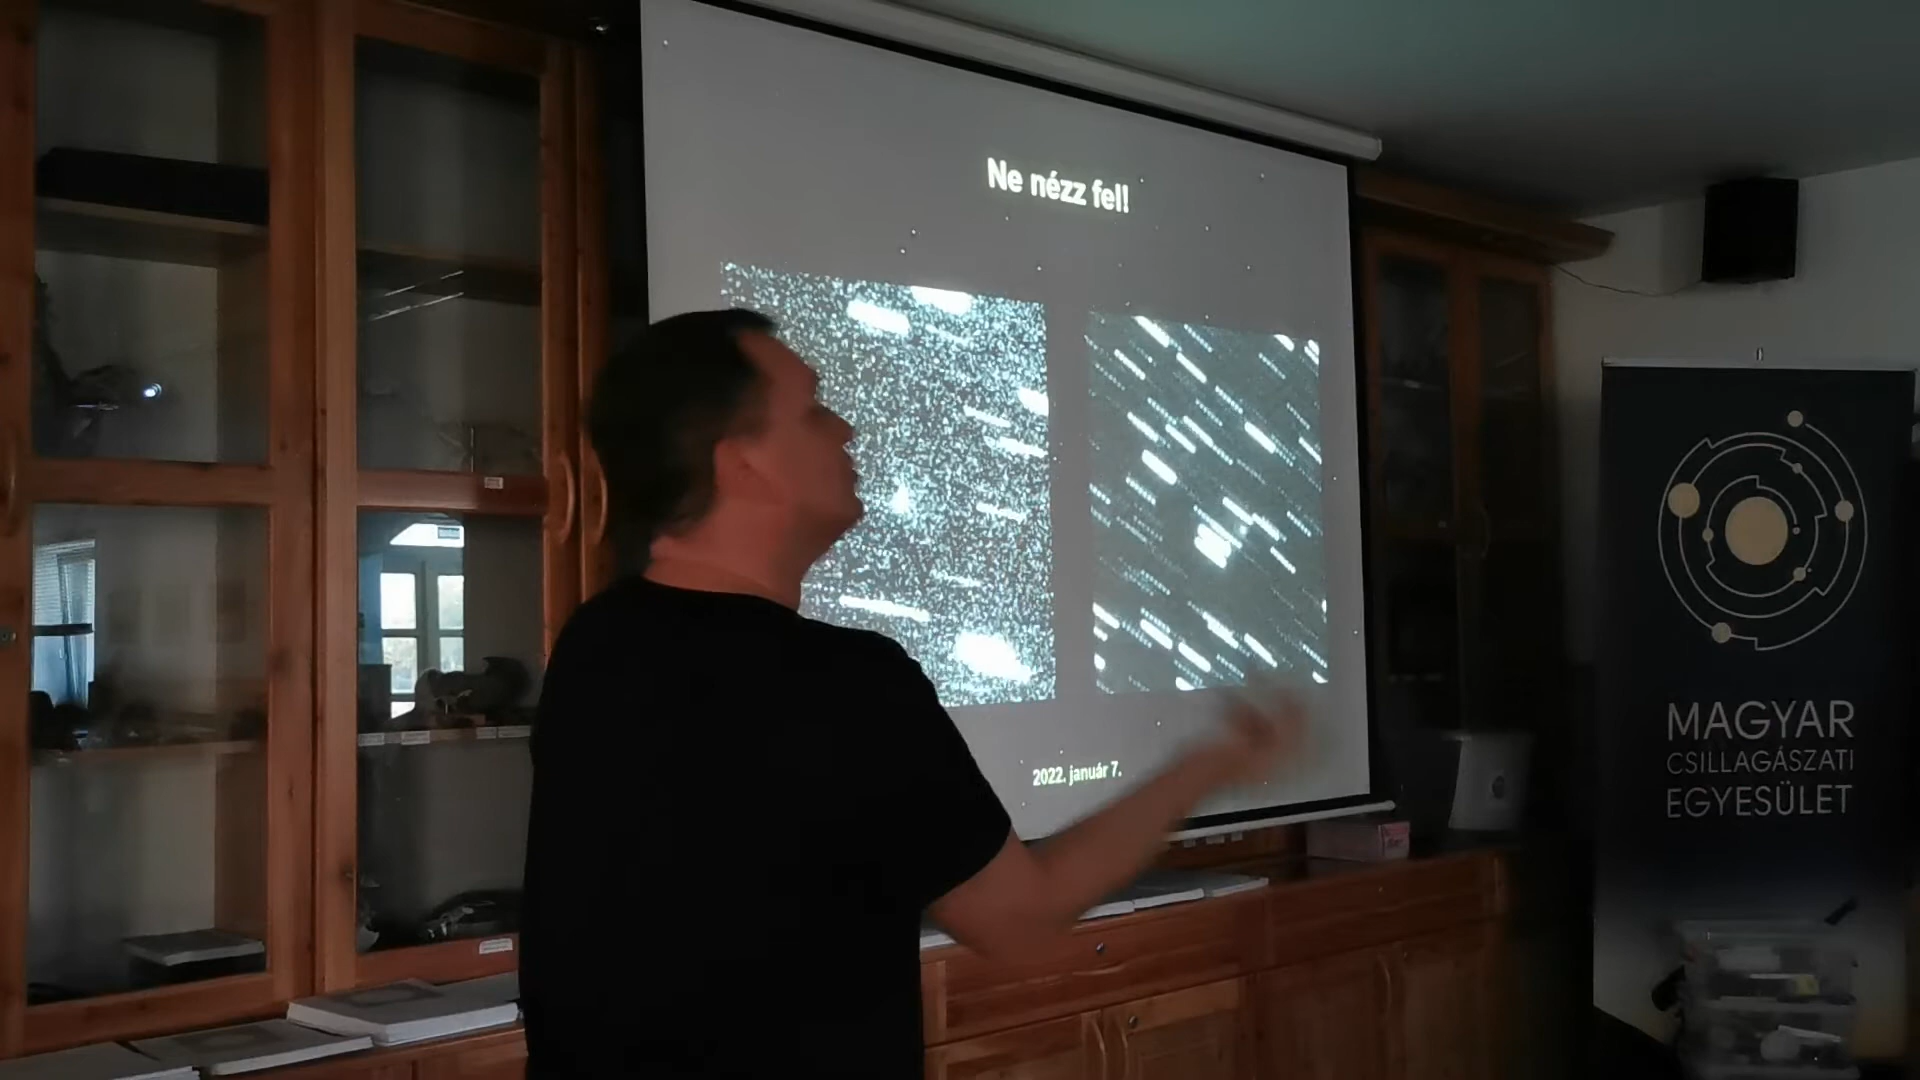 Ne nézz fel!
2022. január 7.
MAGYAR
CSILLAGÁSZATI
EGYESÜLET